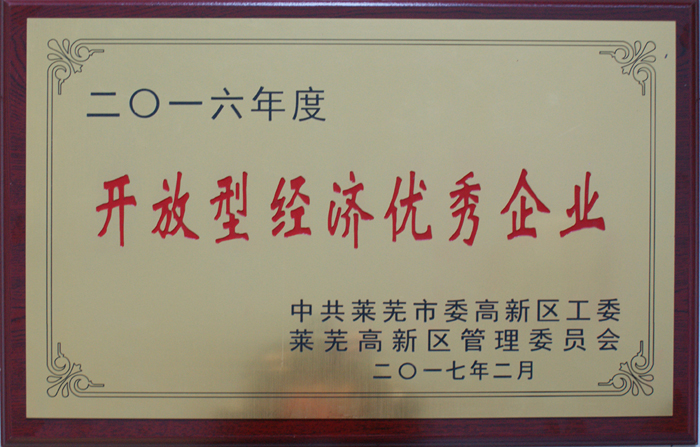 二〇一六年度
开放型经济优秀企业
中共莱芜市委高新区工委
莱芜高新区管理委员会
二〇一七年二月